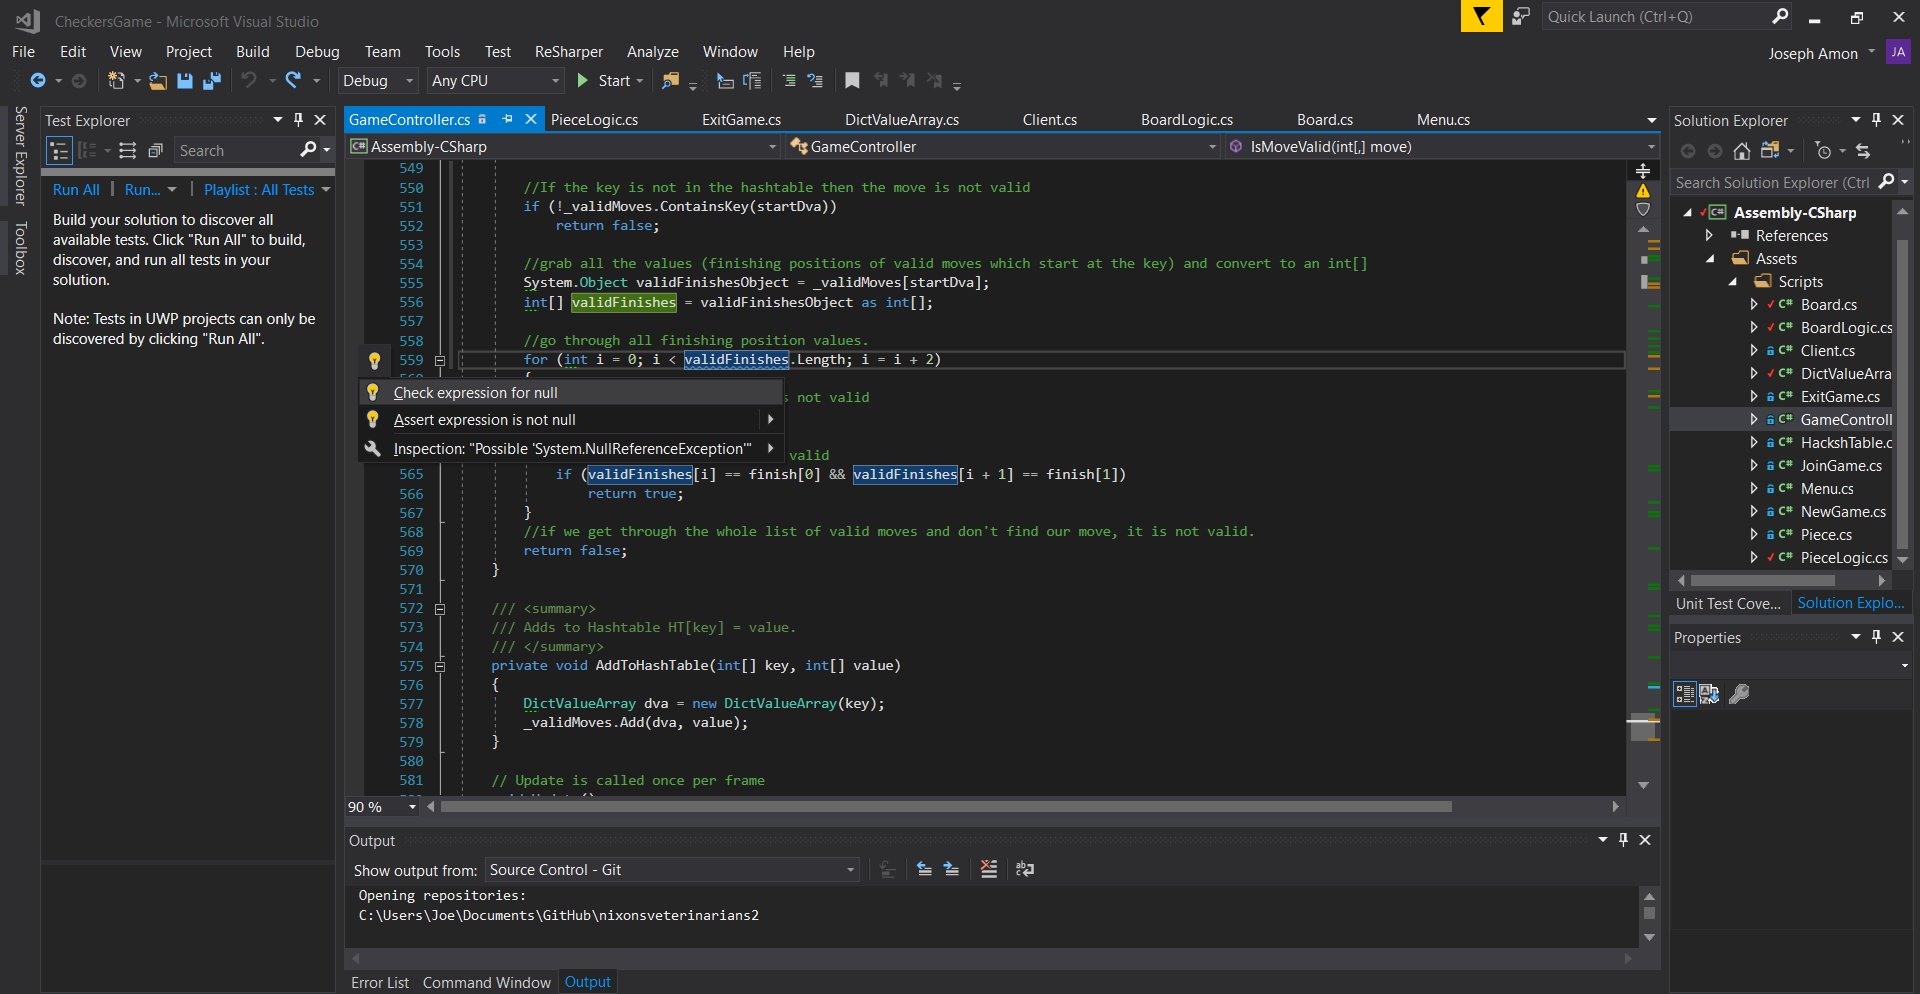 CheckersGame - Microsoft Visual Studio
Quick Launch (Ctrl+Q)
File Edit View Project Build Debug Team Tools Test ReSharper Analyze Window Help
Joseph Amon JA
Debug Any CPU Start
Server Explorer
Toolbox
Test Explorer
Search
Run All | Run... | Playlist : All Tests
Build your solution to discover all
available tests. Click "Run All" to build,
discover, and run all tests in your
solution.
Note: Tests in UWP projects can only be
discovered by clicking "Run All".
GameController.cs PieceLogic.cs ExitGame.cs DictValueArray.cs Client.cs BoardLogic.cs Board.cs Menu.cs
C# Assembly-CSharp GameController IsMoveValid(int[,] move)
549
550 //If the key is not in the hashtable then the move is not valid
551 if (!_validMoves.ContainsKey(startDva))
552 return false;
553
554 //grab all the values (finishing positions of valid moves which start at the key) and convert to an int[]
555 System.Object validFinishesObject = _validMoves[startDva];
556 int[] validFinishes = validFinishesObject as int[];
557
558 //go through all finishing position values.
559 for (int i = 0; i < validFinishes.Length; i = i + 2)
{
Check expression for null
s not valid
Assert expression is not null
Inspection: "Possible 'System.NullReferenceException'"
valid
565 if (validFinishes[i] == finish[0] && validFinishes[i + 1] == finish[1])
566 return true;
567 }
568 //if we get through the whole list of valid moves and don't find our move, it is not valid.
569 return false;
570 }
571
572 /// <summary>
573 /// Adds to Hashtable HT[key] = value.
574 /// </summary>
575 private void AddToHashTable(int[] key, int[] value)
576 {
577 DictValueArray dva = new DictValueArray(key);
578 _validMoves.Add(dva, value);
579 }
580
581 // Update is called once per frame
90 %
Output
Show output from: Source Control - Git
Opening repositories:
C:\Users\Joe\Documents\GitHub\nixonsveterinarians2
Error List Command Window Output
Solution Explorer
Search Solution Explorer (Ctrl
C# Assembly-CSharp
References
Assets
Scripts
C# Board.cs
C# BoardLogic.cs
C# Client.cs
C# DictValueArra
C# ExitGame.cs
C# GameControll
C# HackshTable.c
C# JoinGame.cs
C# Menu.cs
C# NewGame.cs
C# Piece.cs
C# PieceLogic.cs
Unit Test Cove... Solution Explo...
Properties